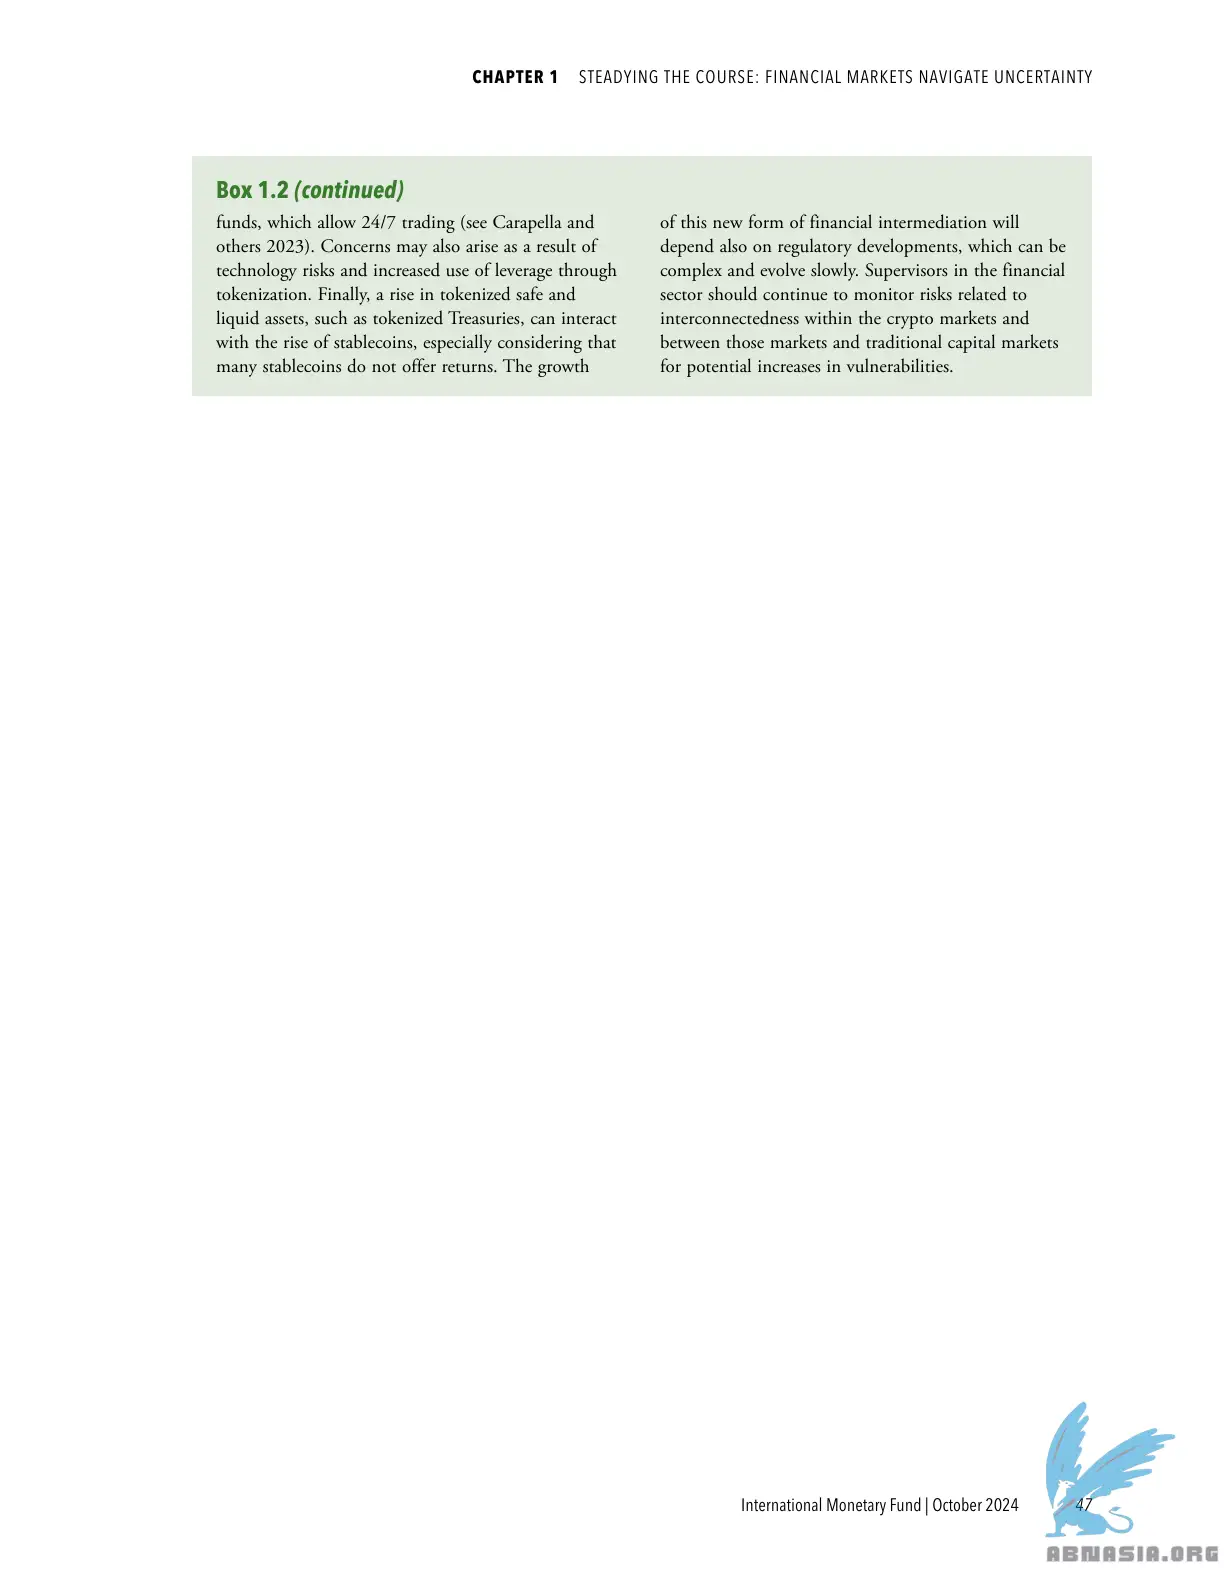 CHAPTER 1 STEADYING THE COURSE: FINANCIAL MARKETS NAVIGATE UNCERTAINTY
Box 1.2 (continued)
funds, which allow 24/7 trading (see Carapella and
others 2023). Concerns may also arise as a result of
technology risks and increased use of leverage through
tokenization. Finally, a rise in tokenized safe and
liquid assets, such as tokenized Treasuries, can interact
with the rise of stablecoins, especially considering that
many stablecoins do not offer returns. The growth
of this new form of financial intermediation will
depend also on regulatory developments, which can be
complex and evolve slowly. Supervisors in the financial
sector should continue to monitor risks related to
interconnectedness within the crypto markets and
between those markets and traditional capital markets
for potential increases in vulnerabilities.
International Monetary Fund | October 2024 47
ABNASIA.ORG